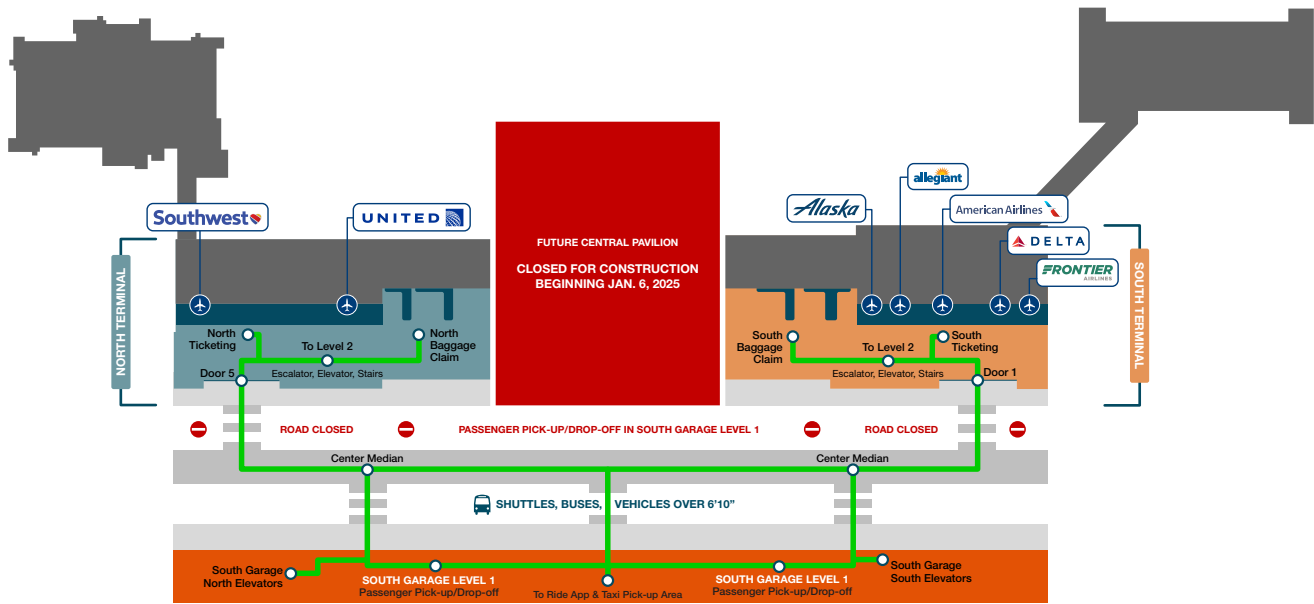 allegiant
Southwest
UNITED
Alaska
American Airlines
DELTA
FRONTIER
AIRLINES
NORTH TERMINAL
SOUTH TERMINAL
FUTURE CENTRAL PAVILION
CLOSED FOR CONSTRUCTION
BEGINNING JAN. 6, 2025
North
Ticketing
To Level 2
Escalator, Elevator, Stairs
North
Baggage
Claim
Door 5
South
Baggage
Claim
To Level 2
Escalator, Elevator, Stairs
South
Ticketing
Door 1
ROAD CLOSED
PASSENGER PICK-UP/DROP-OFF IN SOUTH GARAGE LEVEL 1
ROAD CLOSED
Center Median
Center Median
SHUTTLES, BUSES, VEHICLES OVER 6'10”
South Garage
North Elevators
SOUTH GARAGE LEVEL 1
Passenger Pick-up/Drop-off
To Ride App & Taxi Pick-up Area
SOUTH GARAGE LEVEL 1
Passenger Pick-up/Drop-off
South Garage
South Elevators